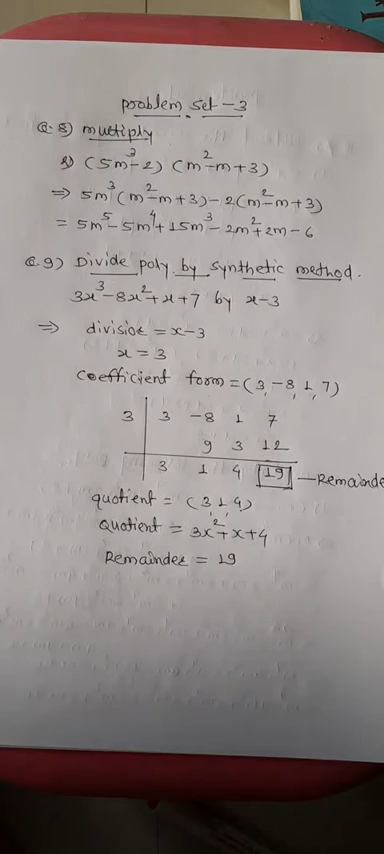 problem set - 3
Q.8) multiply
2) (5m³-2) (m²-m+3)
⇒ 5m³(m²-m+3)-2(m²-m+3)
= 5m⁵-5m⁴+15m³-2m²+2m-6
Q.9) Divide poly by synthetic method.
3x³-8x²+x+7 by x-3
⇒ divisior = x-3
x = 3
Coefficient form = (3,-8,1,7)
3 | 3 -8 1 7
9 3 12
3 1 4 19 — Remainde
quotient = (3,1,4)
Quotient = 3x²+x+4
Remainder = 19